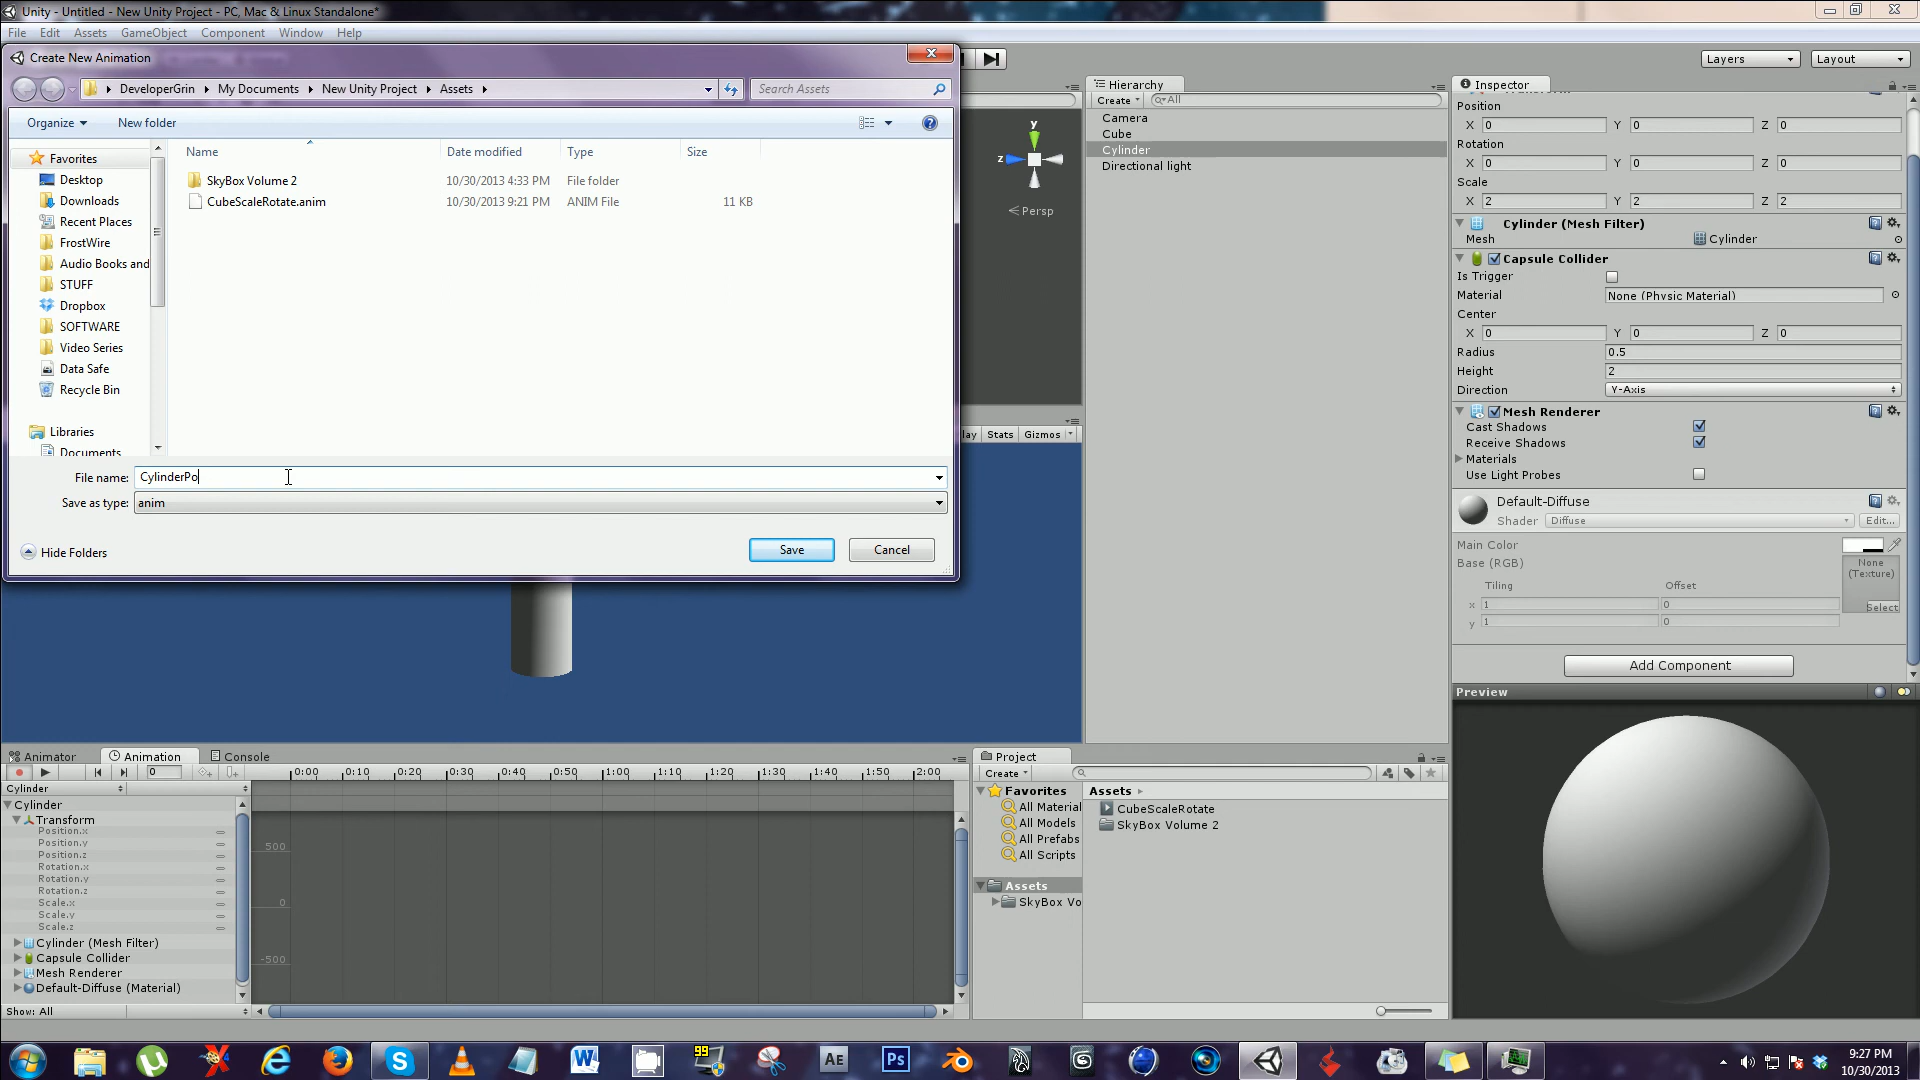 Unity - Untitled - New Unity Project - PC, Mac & Linux Standalone*
File Edit Assets GameObject Component Window Help
Create New Animation
Layers Layout
DeveloperGrin My Documents New Unity Project Assets Search Assets
Organize New folder
Name Date modified Type Size
SkyBox Volume 2 10/30/2013 4:33 PM File folder
CubeScaleRotate.anim 10/30/2013 9:21 PM ANIM File 11 KB
Favorites
Desktop
Downloads
Recent Places
FrostWire
Audio Books and
STUFF
Dropbox
SOFTWARE
Video Series
Data Safe
Recycle Bin
Libraries
Documents
File name: CylinderPo
Save as type: anim
Hide Folders
Save Cancel
y
z
Persp
lay Stats Gizmos
Hierarchy
Create All
Camera
Cube
Cylinder
Directional light
Inspector
Position
X 0 Y 0 Z 0
Rotation
X 0 Y 0 Z 0
Scale
X 2 Y 2 Z 2
Cylinder (Mesh Filter)
Mesh Cylinder
Capsule Collider
Is Trigger
Material None (Physic Material)
Center
X 0 Y 0 Z 0
Radius 0.5
Height 2
Direction Y-Axis
Mesh Renderer
Cast Shadows
Receive Shadows
Materials
Use Light Probes
Default-Diffuse
Shader Diffuse Edit...
Main Color
Base (RGB)
None
(Texture)
Tiling Offset
x 1 0
y 1 0
Select
Add Component
Preview
Animator Animation Console
0 0:00 0:10 0:20 0:30 0:40 0:50 1:00 1:10 1:20 1:30 1:40 1:50 2:00
Cylinder
Cylinder
Transform
Position.x
Position.y
Position.z
Rotation.x
Rotation.y
Rotation.z
Scale.x
Scale.y
Scale.z
Cylinder (Mesh Filter)
Capsule Collider
Mesh Renderer
Default-Diffuse (Material)
Show: All
500
0
-500
Project
Create
Favorites
All Material
All Models
All Prefabs
All Scripts
Assets
SkyBox Vo
Assets
CubeScaleRotate
SkyBox Volume 2
99
Ae
Ps
9:27 PM
10/30/2013